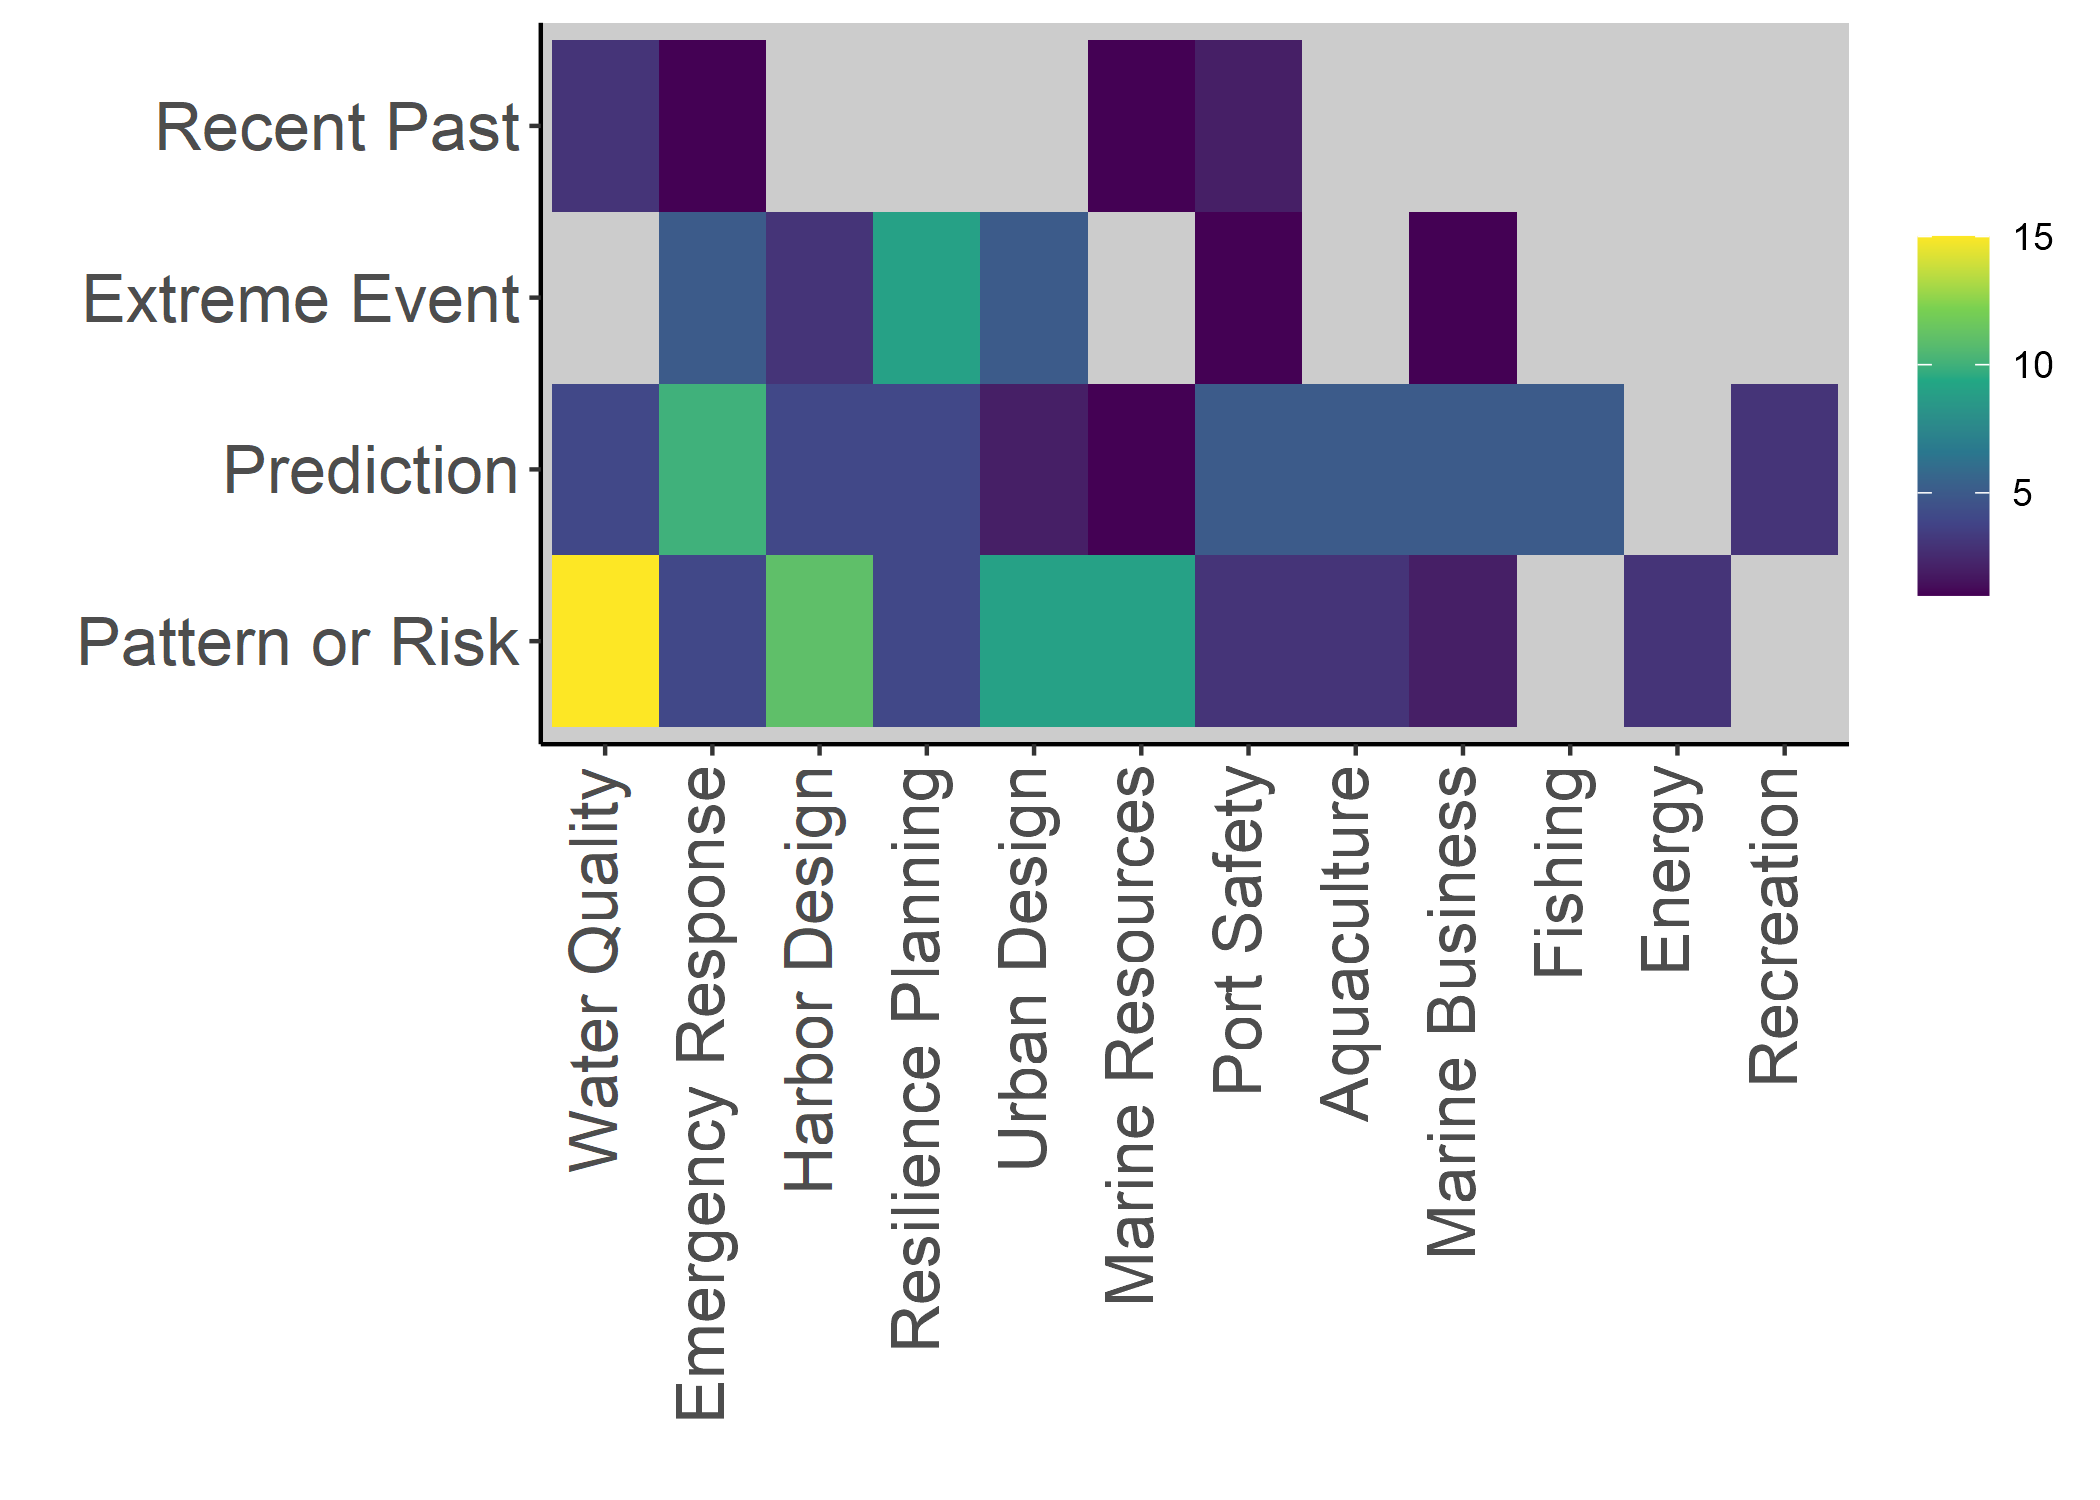 Recent Past
Extreme Event
Prediction
Pattern or Risk
Water Quality
Emergency Response
Harbor Design
Resilience Planning
Urban Design
Marine Resources
Port Safety
Aquaculture
Marine Business
Fishing
Energy
Recreation
15
10
5